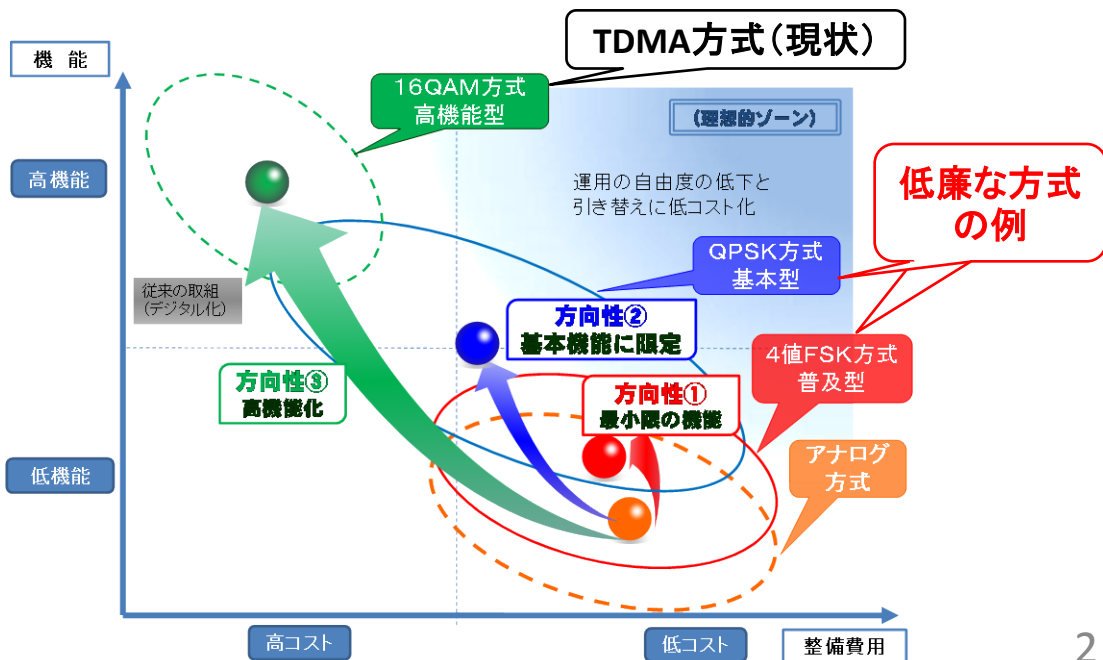 TDMA方式(現状)
機 能
16QAM方式
高機能型
(理想的ゾーン)
高機能
運用の自由度の低下と
引き替えに低コスト化
低廉な方式
の例
QPSK方式
基本型
従来の取組
(デジタル化)
方向性②
基本機能に限定
4値FSK方式
普及型
方向性③
高機能化
方向性①
最小限の機能
アナログ
方式
低機能
高コスト
低コスト
整備費用
2